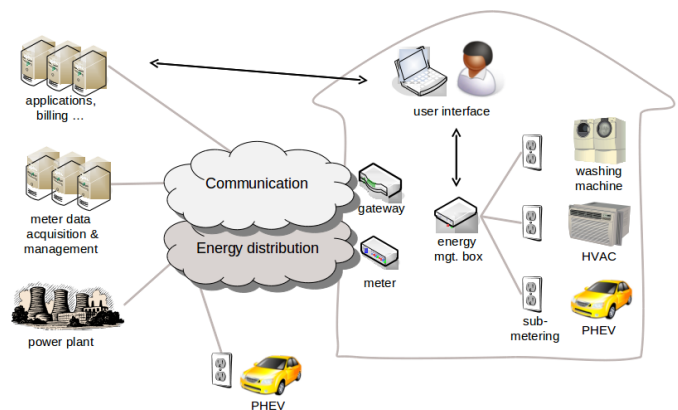 applications,
billing ...
user interface
Communication
washing
machine
gateway
meter data
acquisition &
management
Energy distribution
energy
mgt. box
HVAC
meter
power plant
sub-
metering
PHEV
PHEV